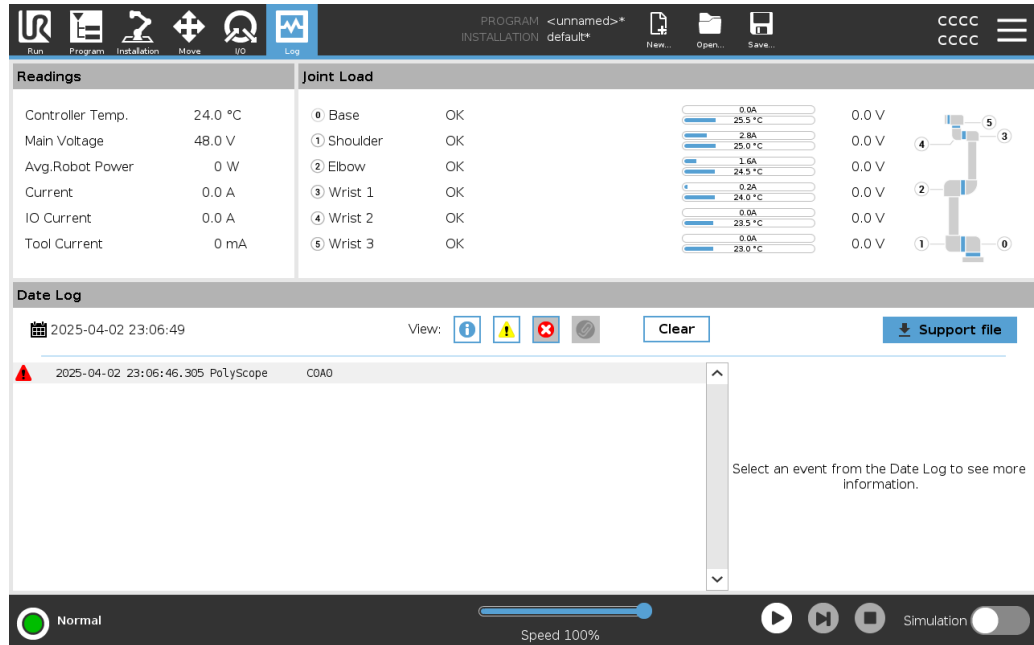 PROGRAM <unnamed>*
INSTALLATION default*
CCCC
CCCC
UR
Run Program Installation Move I/O Log New... Open... Save...
Readings
Controller Temp. 24.0 °C
Main Voltage 48.0 V
Avg.Robot Power 0 W
Current 0.0 A
IO Current 0.0 A
Tool Current 0 mA
Joint Load
0 Base OK 0.0A 25.5 °C 0.0 V
1 Shoulder OK 2.8A 25.0 °C 0.0 V
2 Elbow OK 1.6A 24.5 °C 0.0 V
3 Wrist 1 OK 0.2A 24.0 °C 0.0 V
4 Wrist 2 OK 0.0A 23.5 °C 0.0 V
5 Wrist 3 OK 0.0A 23.0 °C 0.0 V
5
3
4
2
1 0
Date Log
2025-04-02 23:06:49 View: Clear Support file
2025-04-02 23:06:46.305 PolyScope C0A0
Select an event from the Date Log to see more
information.
Normal
Speed 100%
Simulation